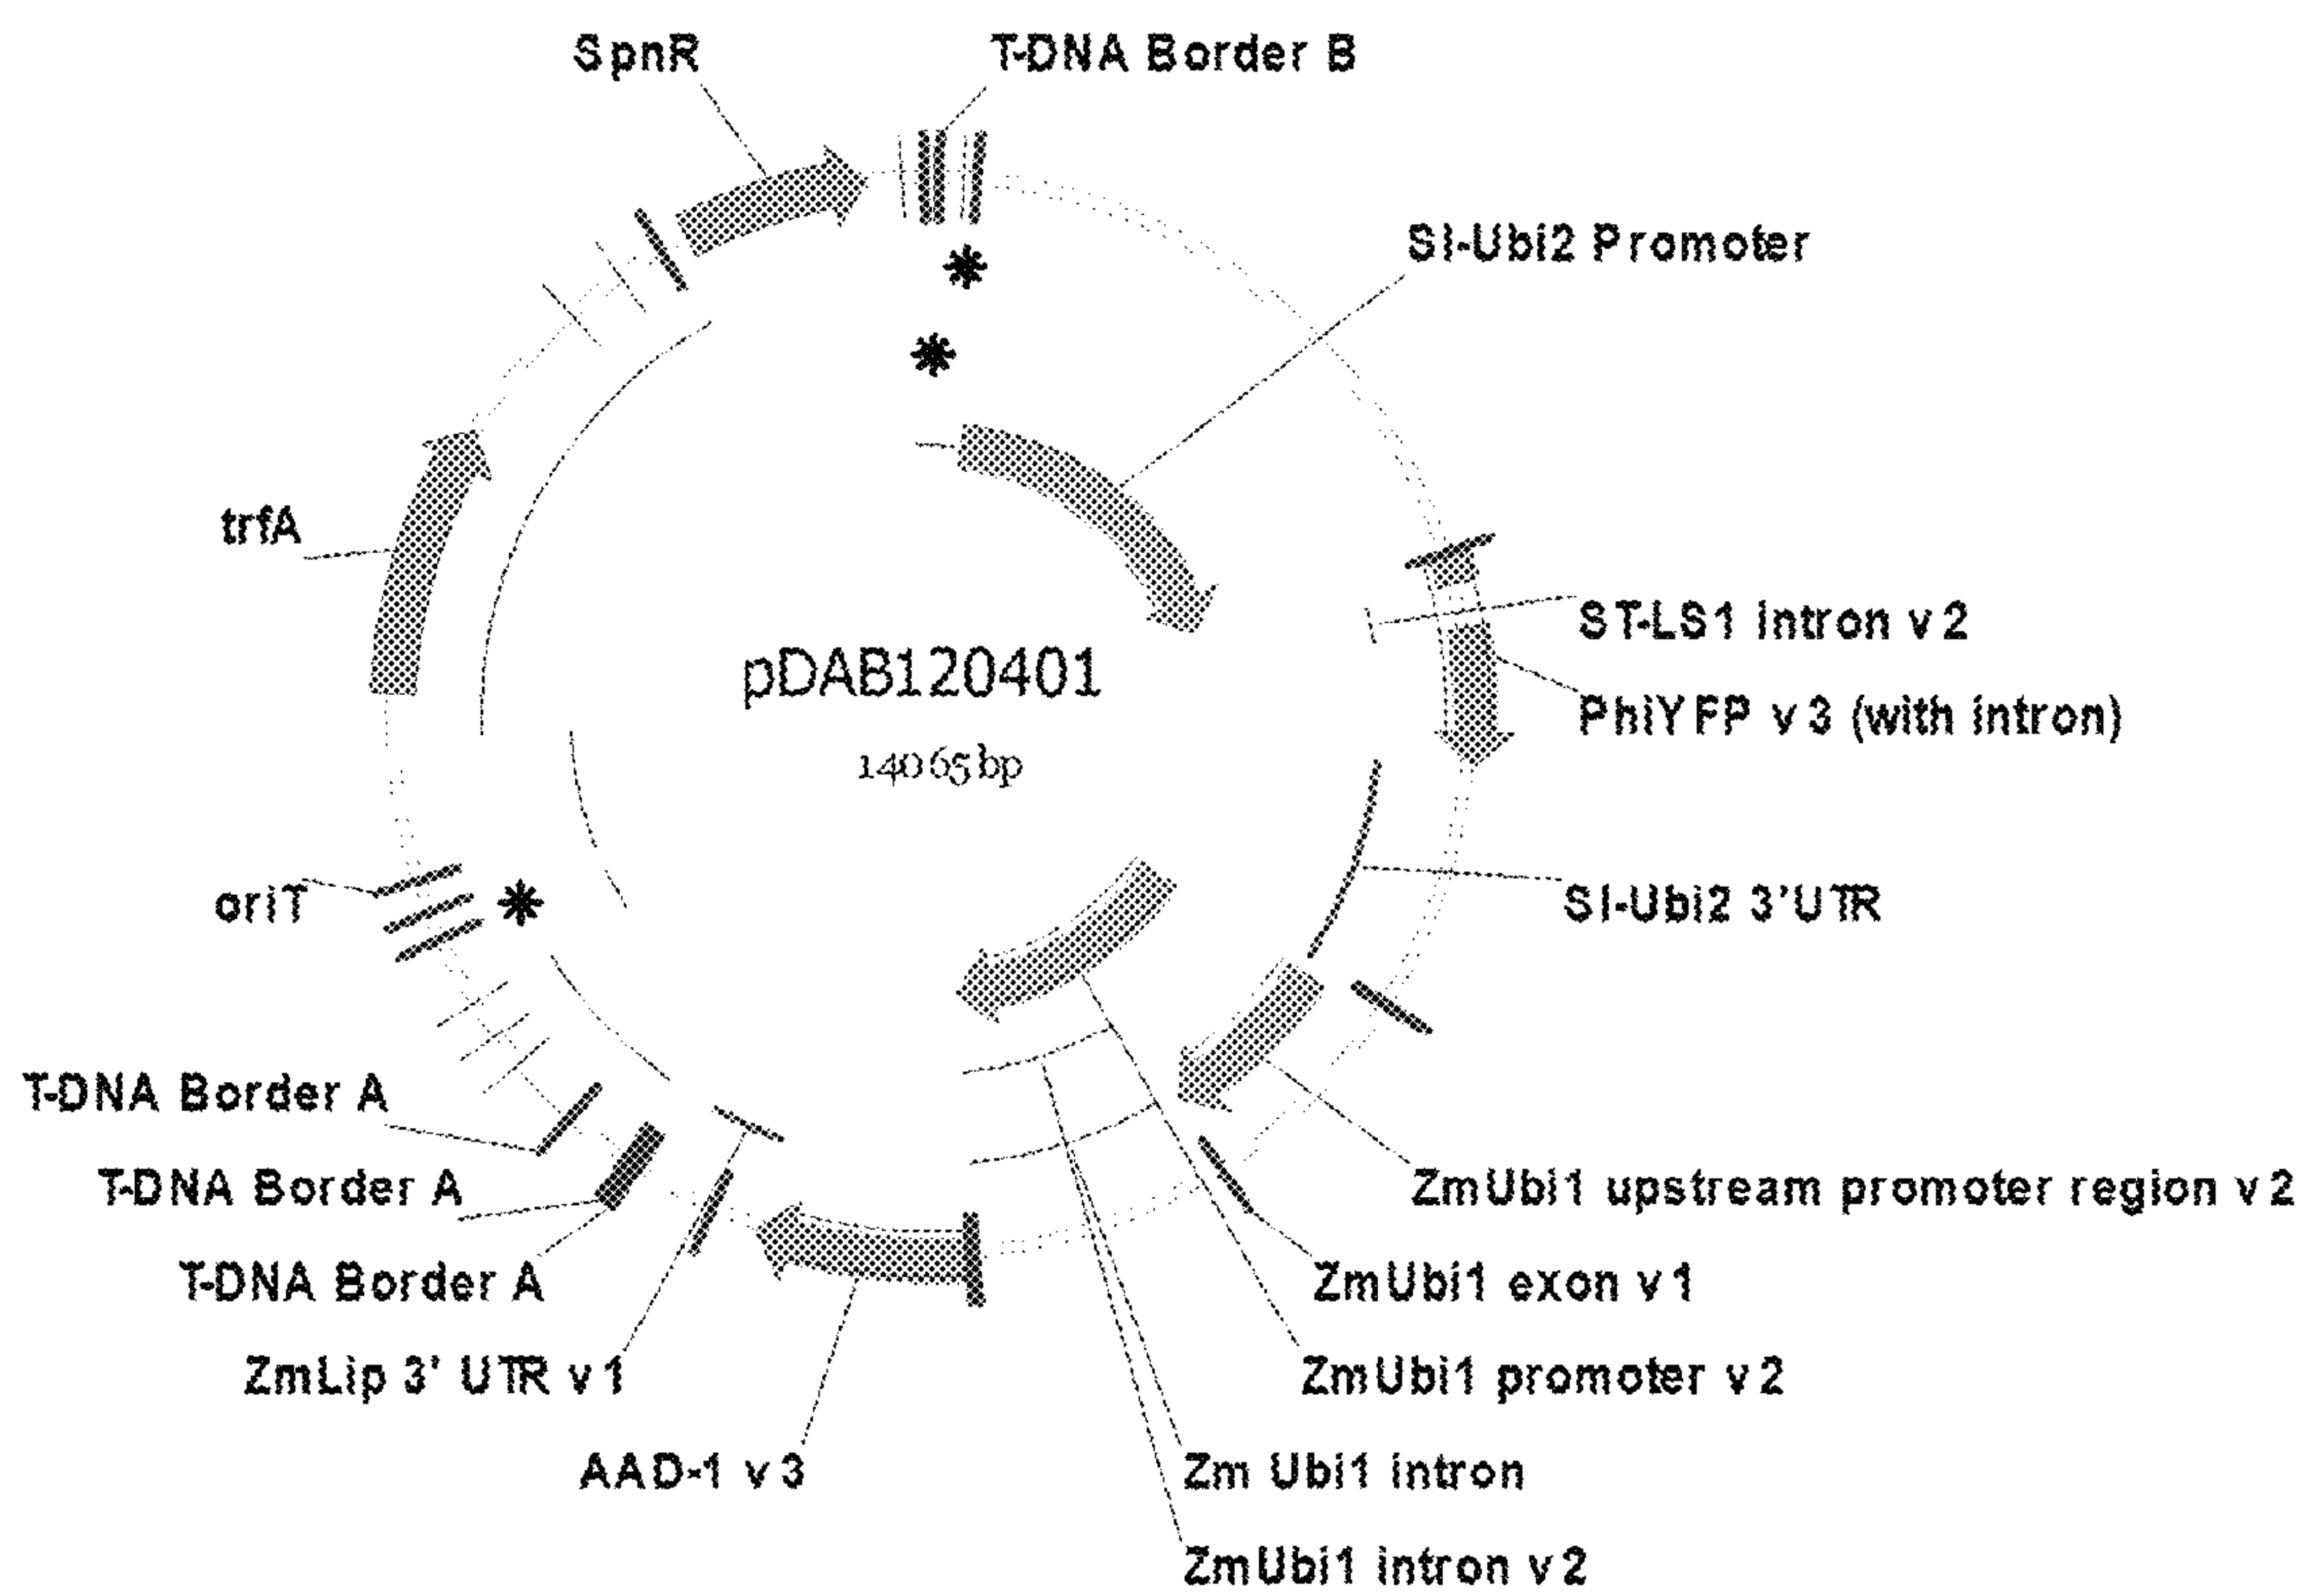 SpnR
T-DNA Border B
SI-Ubi2 Promoter
trfA
ST-LS1 intron v2
pDAB120401
PhiYFP v3 (with intron)
14065 bp
oriT
SI-Ubi2 3'UTR
T-DNA Border A
T-DNA Border A
ZmUbi1 upstream promoter region v2
T-DNA Border A
ZmUbi1 exon v1
ZmLip 3' UTR v1
ZmUbi1 promoter v2
AAD-1 v3
Zm Ubi1 intron
ZmUbi1 intron v2